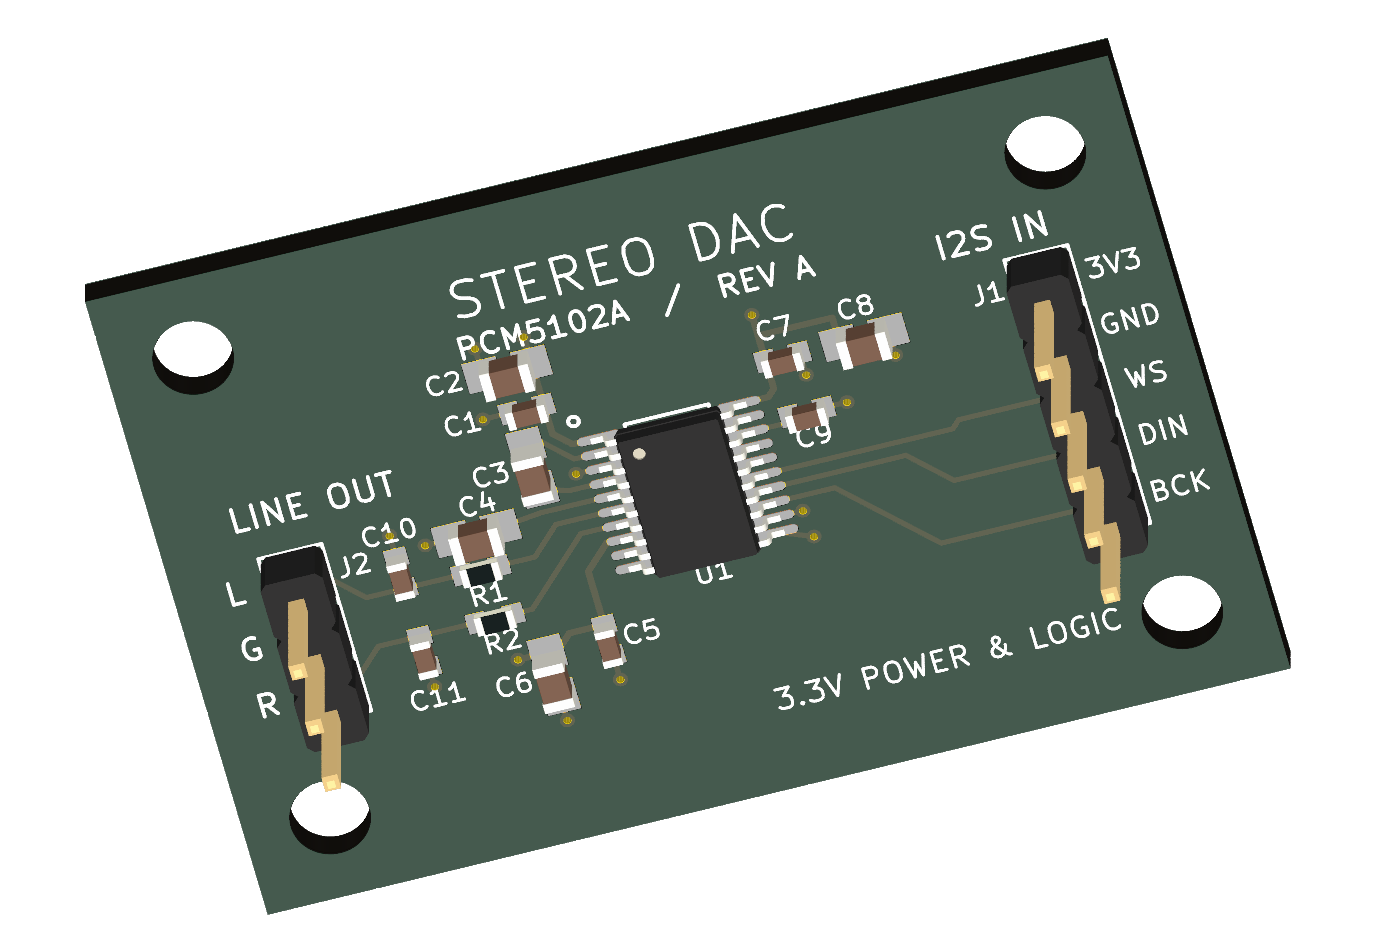 STEREO DAC
PCM5102A / REV A
I2S IN
J1
3V3
GND
WS
DIN
BCK
C7
C8
C2
C1
C9
C3
C4
LINE OUT
C10
J2
L
G
R
R1
U1
R2
C5
C6
C11
3.3V POWER & LOGIC